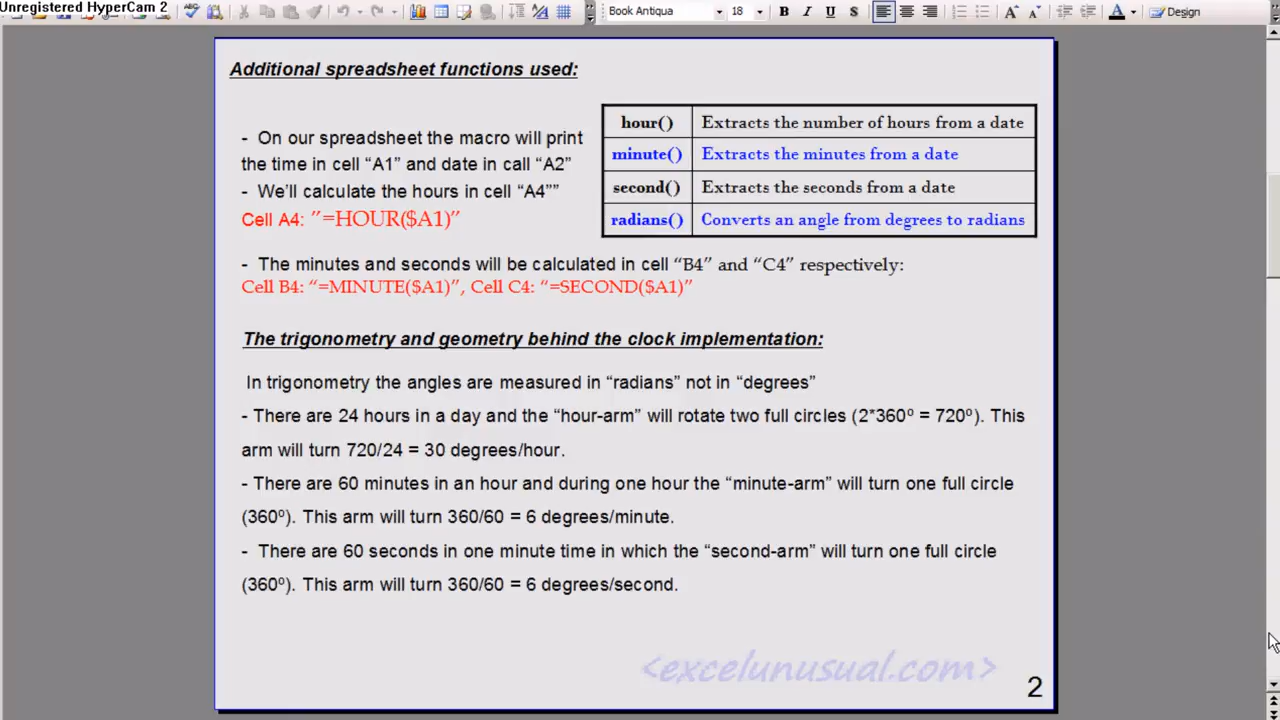 Unregistered HyperCam 2
Book Antiqua 18 B I U S A A A Design
Additional spreadsheet functions used:
- On our spreadsheet the macro will print
the time in cell “A1” and date in call “A2”
- We’ll calculate the hours in cell “A4””
Cell A4: ”=HOUR($A1)”
hour() Extracts the number of hours from a date
minute() Extracts the minutes from a date
second() Extracts the seconds from a date
radians() Converts an angle from degrees to radians
- The minutes and seconds will be calculated in cell “B4” and “C4” respectively:
Cell B4: “=MINUTE($A1)”, Cell C4: “=SECOND($A1)”
The trigonometry and geometry behind the clock implementation:
In trigonometry the angles are measured in “radians” not in “degrees”
- There are 24 hours in a day and the “hour-arm” will rotate two full circles (2*360º = 720º). This
arm will turn 720/24 = 30 degrees/hour.
- There are 60 minutes in an hour and during one hour the “minute-arm” will turn one full circle
(360º). This arm will turn 360/60 = 6 degrees/minute.
- There are 60 seconds in one minute time in which the “second-arm” will turn one full circle
(360º). This arm will turn 360/60 = 6 degrees/second.
<excelunusual.com>
2